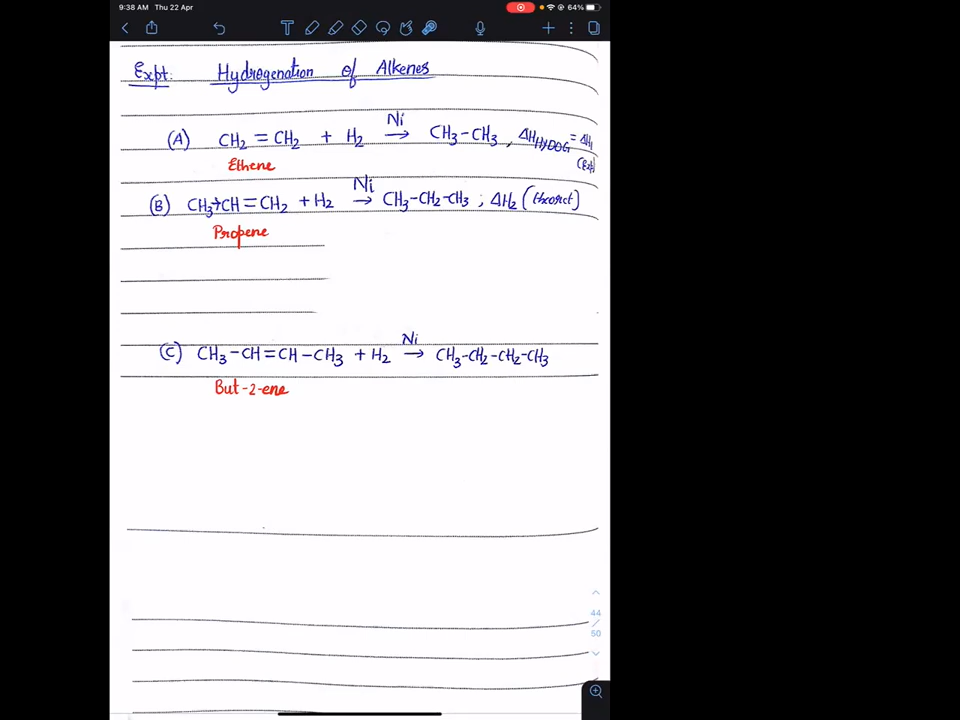 9:38 AM Thu 22 Apr
64%
Expt: Hydrogenation of Alkenes
(A) CH2=CH2 + H2 →Ni CH3-CH3, ΔHHYDOG = ΔH1
(Exp)
Ethene
(B) CH3+CH=CH2 + H2 →Ni CH3-CH2-CH3 ; ΔH2 (theoret)
Propene
(C) CH3-CH=CH-CH3 + H2 →Ni CH3-CH2-CH2-CH3
But-2-ene
44
/
50